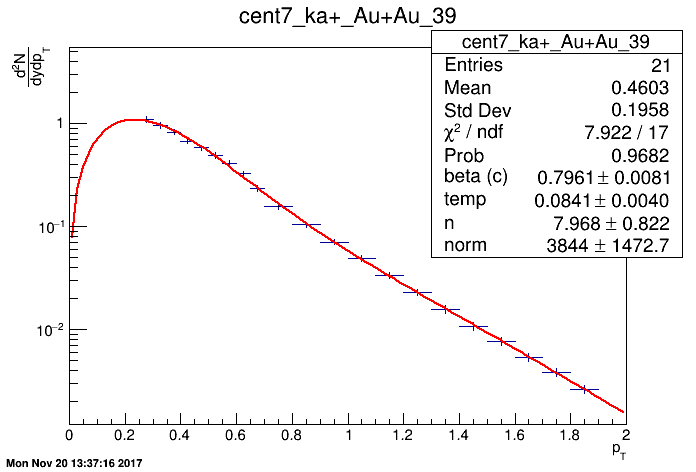 cent7_ka+_Au+Au_39
cent7_ka+_Au+Au_39
Entries 21
Mean 0.4603
Std Dev 0.1958
χ² / ndf 7.922 / 17
Prob 0.9682
beta (c) 0.7961 ± 0.0081
temp 0.0841 ± 0.0040
n 7.968 ± 0.822
norm 3844 ± 1472.7
d²N
dydp_T
1
10⁻¹
10⁻²
0 0.2 0.4 0.6 0.8 1 1.2 1.4 1.6 1.8 2
p_T
Mon Nov 20 13:37:16 2017